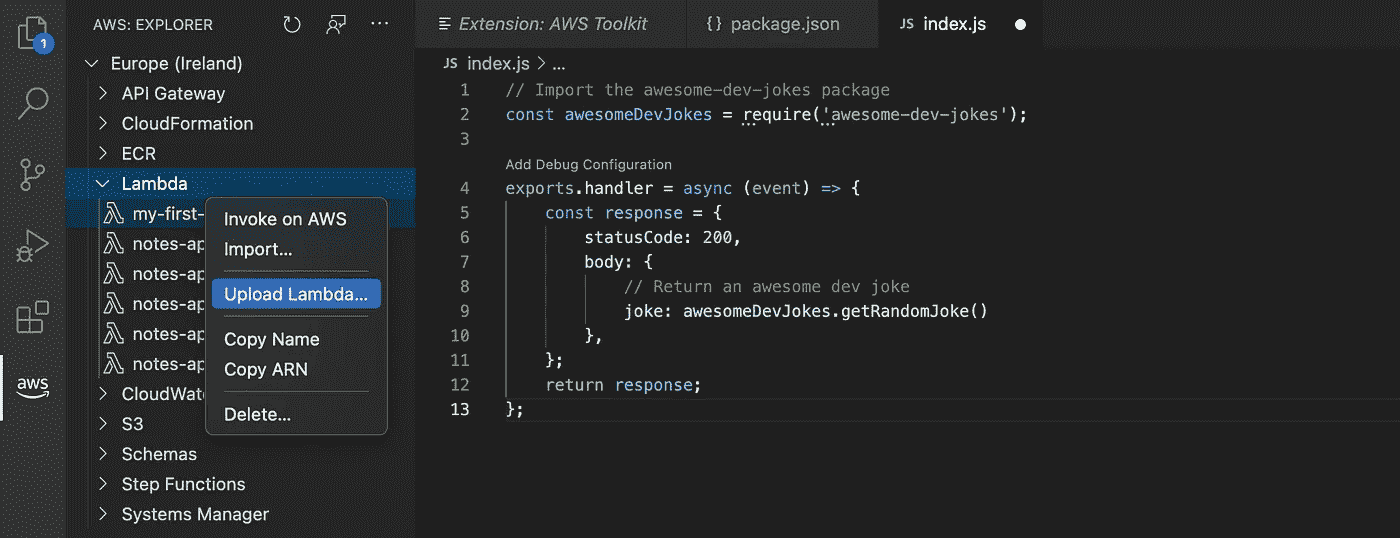 1
AWS: EXPLORER
Europe (Ireland)
API Gateway
CloudFormation
ECR
Lambda
my-first-
notes-ap
notes-ap
notes-ap
notes-ap
notes-ap
CloudWat
S3
Schemas
Step Functions
Systems Manager
aws
Invoke on AWS
Import...
Upload Lambda...
Copy Name
Copy ARN
Delete...
Extension: AWS Toolkit
{} package.json
JS index.js
JS index.js > ...
1 // Import the awesome-dev-jokes package
2 const awesomeDevJokes = require('awesome-dev-jokes');
3
Add Debug Configuration
4 exports.handler = async (event) => {
5 const response = {
6 statusCode: 200,
7 body: {
8 // Return an awesome dev joke
9 joke: awesomeDevJokes.getRandomJoke()
10 },
11 };
12 return response;
13 };